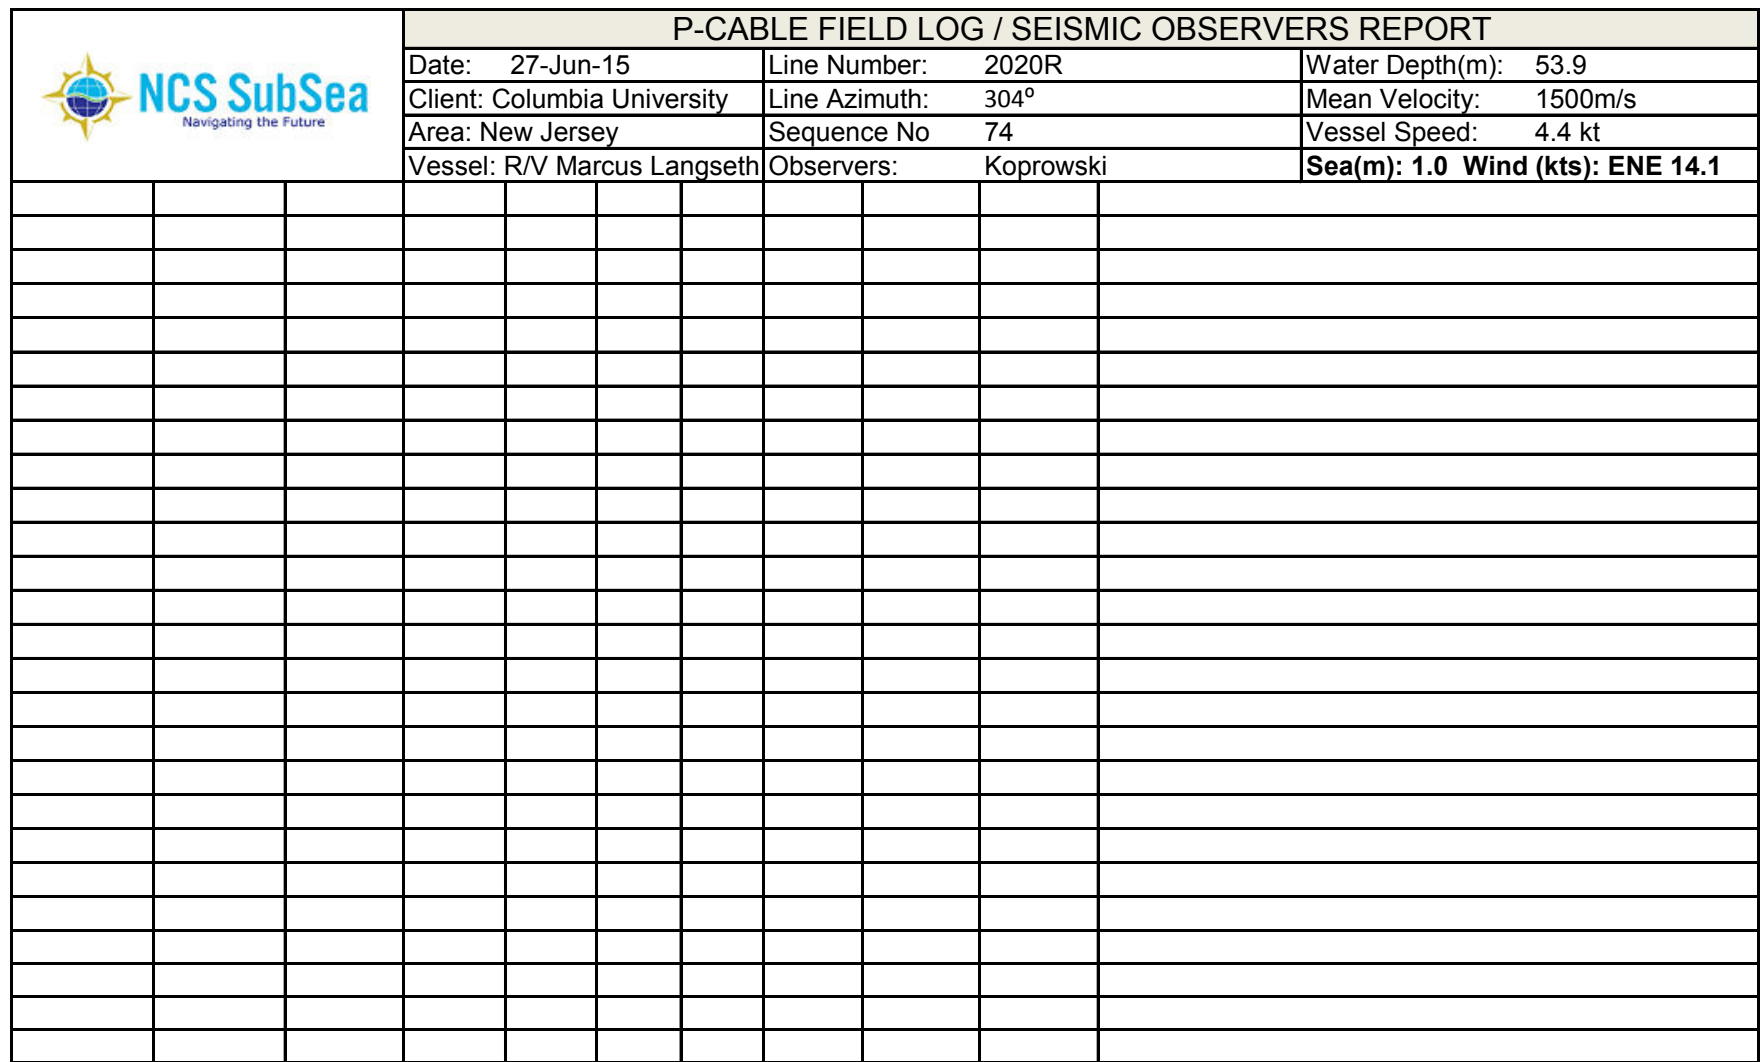 P-CABLE FIELD LOG / SEISMIC OBSERVERS REPORT
NCS SubSea
Navigating the Future
Date: 27-Jun-15 Line Number: 2020R Water Depth(m): 53.9
Client: Columbia University Line Azimuth: 304⁰ Mean Velocity: 1500m/s
Area: New Jersey Sequence No 74 Vessel Speed: 4.4 kt
Vessel: R/V Marcus Langseth Observers: Koprowski Sea(m): 1.0 Wind (kts): ENE 14.1